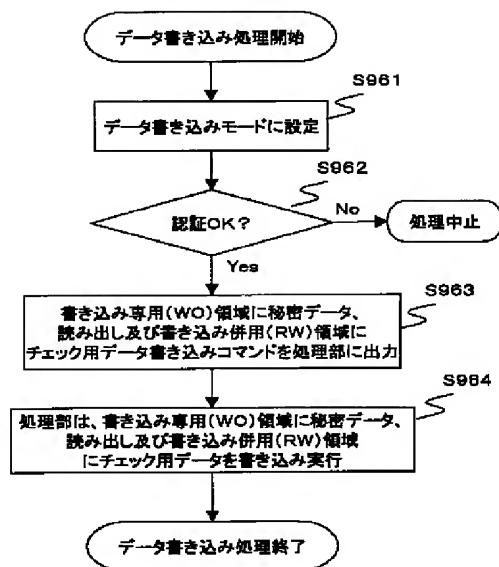 データ書き込み処理開始
S961
データ書き込みモードに設定
S962
認証OK?
No
処理中止
Yes
S963
書き込み専用(WO)領域に秘密データ、
読み出し及び書き込み併用(RW)領域に
チェック用データ書き込みコマンドを処理部に出力
S964
処理部は、書き込み専用(WO)領域に秘密データ、
読み出し及び書き込み併用(RW)領域
にチェック用データを書き込み実行
データ書き込み処理終了